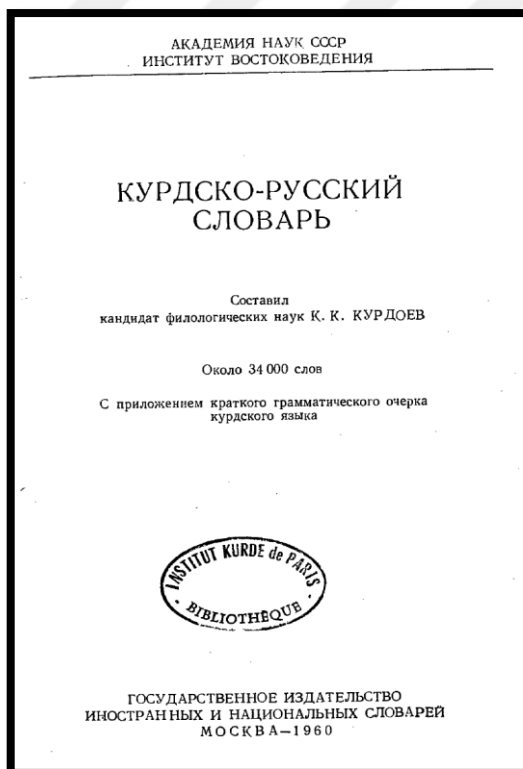 АКАДЕМИЯ НАУК СССР
ИНСТИТУТ ВОСТОКОВЕДЕНИЯ
КУРДСКО-РУССКИЙ
СЛОВАРЬ
Составил
кандидат филологических наук К. К. КУРДОЕВ
Около 34 000 слов
С приложением краткого грамматического очерка
курдского языка
INSTITUT KURDE de PARIS
· BIBLIOTHÈQUE ·
ГОСУДАРСТВЕННОЕ ИЗДАТЕЛЬСТВО
ИНОСТРАННЫХ И НАЦИОНАЛЬНЫХ СЛОВАРЕЙ
МОСКВА—1960